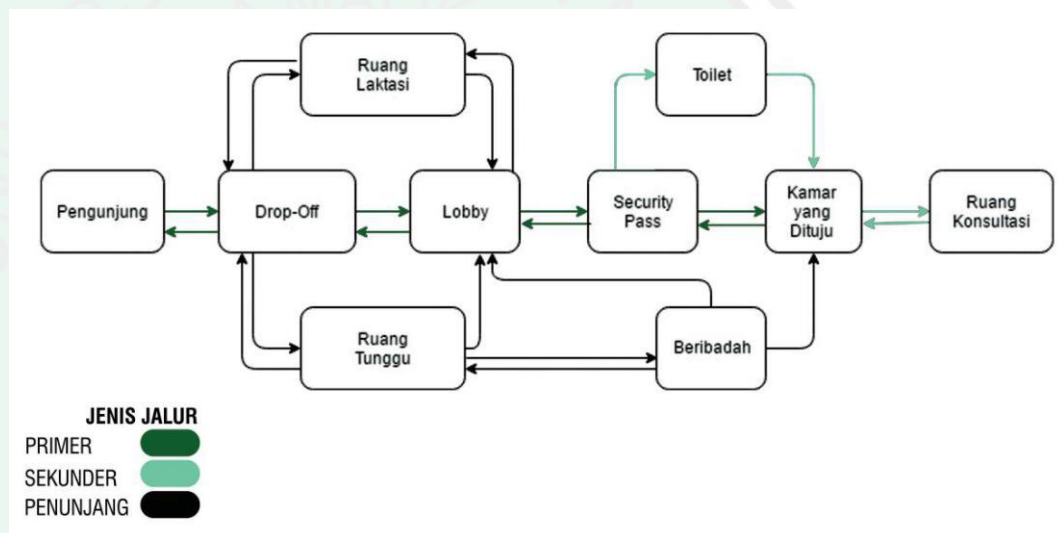 Ruang
Laktasi
Toilet
Pengunjung
Drop-Off
Lobby
Security
Pass
Kamar
yang
Dituju
Ruang
Konsultasi
Ruang
Tunggu
Beribadah
JENIS JALUR
PRIMER
SEKUNDER
PENUNJANG